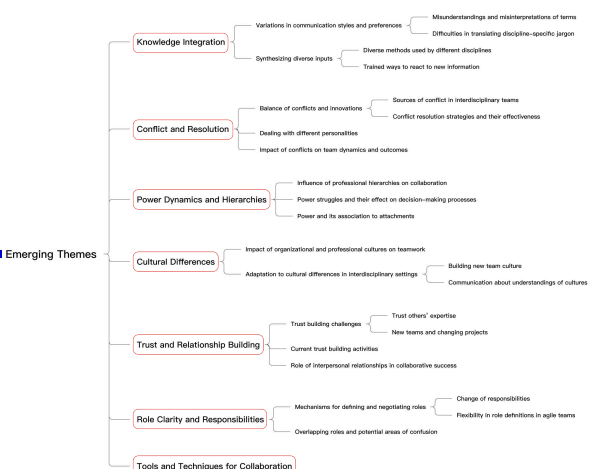 Emerging Themes
Knowledge Integration
Variations in communication styles and preferences
Misunderstandings and misinterpretations of terms
Difficulties in translating discipline-specific jargon
Synthesizing diverse inputs
Diverse methods used by different disciplines
Trained ways to react to new information
Conflict and Resolution
Balance of conflicts and innovations
Sources of conflict in interdisciplinary teams
Conflict resolution strategies and their effectiveness
Dealing with different personalities
Impact of conflicts on team dynamics and outcomes
Power Dynamics and Hierarchies
Influence of professional hierarchies on collaboration
Power struggles and their effect on decision-making processes
Power and its association to attachments
Cultural Differences
Impact of organizational and professional cultures on teamwork
Adaptation to cultural differences in interdisciplinary settings
Building new team culture
Communication about understandings of cultures
Trust and Relationship Building
Trust building challenges
Trust others' expertise
New teams and changing projects
Current trust building activities
Role of interpersonal relationships in collaborative success
Role Clarity and Responsibilities
Mechanisms for defining and negotiating roles
Change of responsibilities
Flexibility in role definitions in agile teams
Overlapping roles and potential areas of confusion
Tools and Techniques for Collaboration